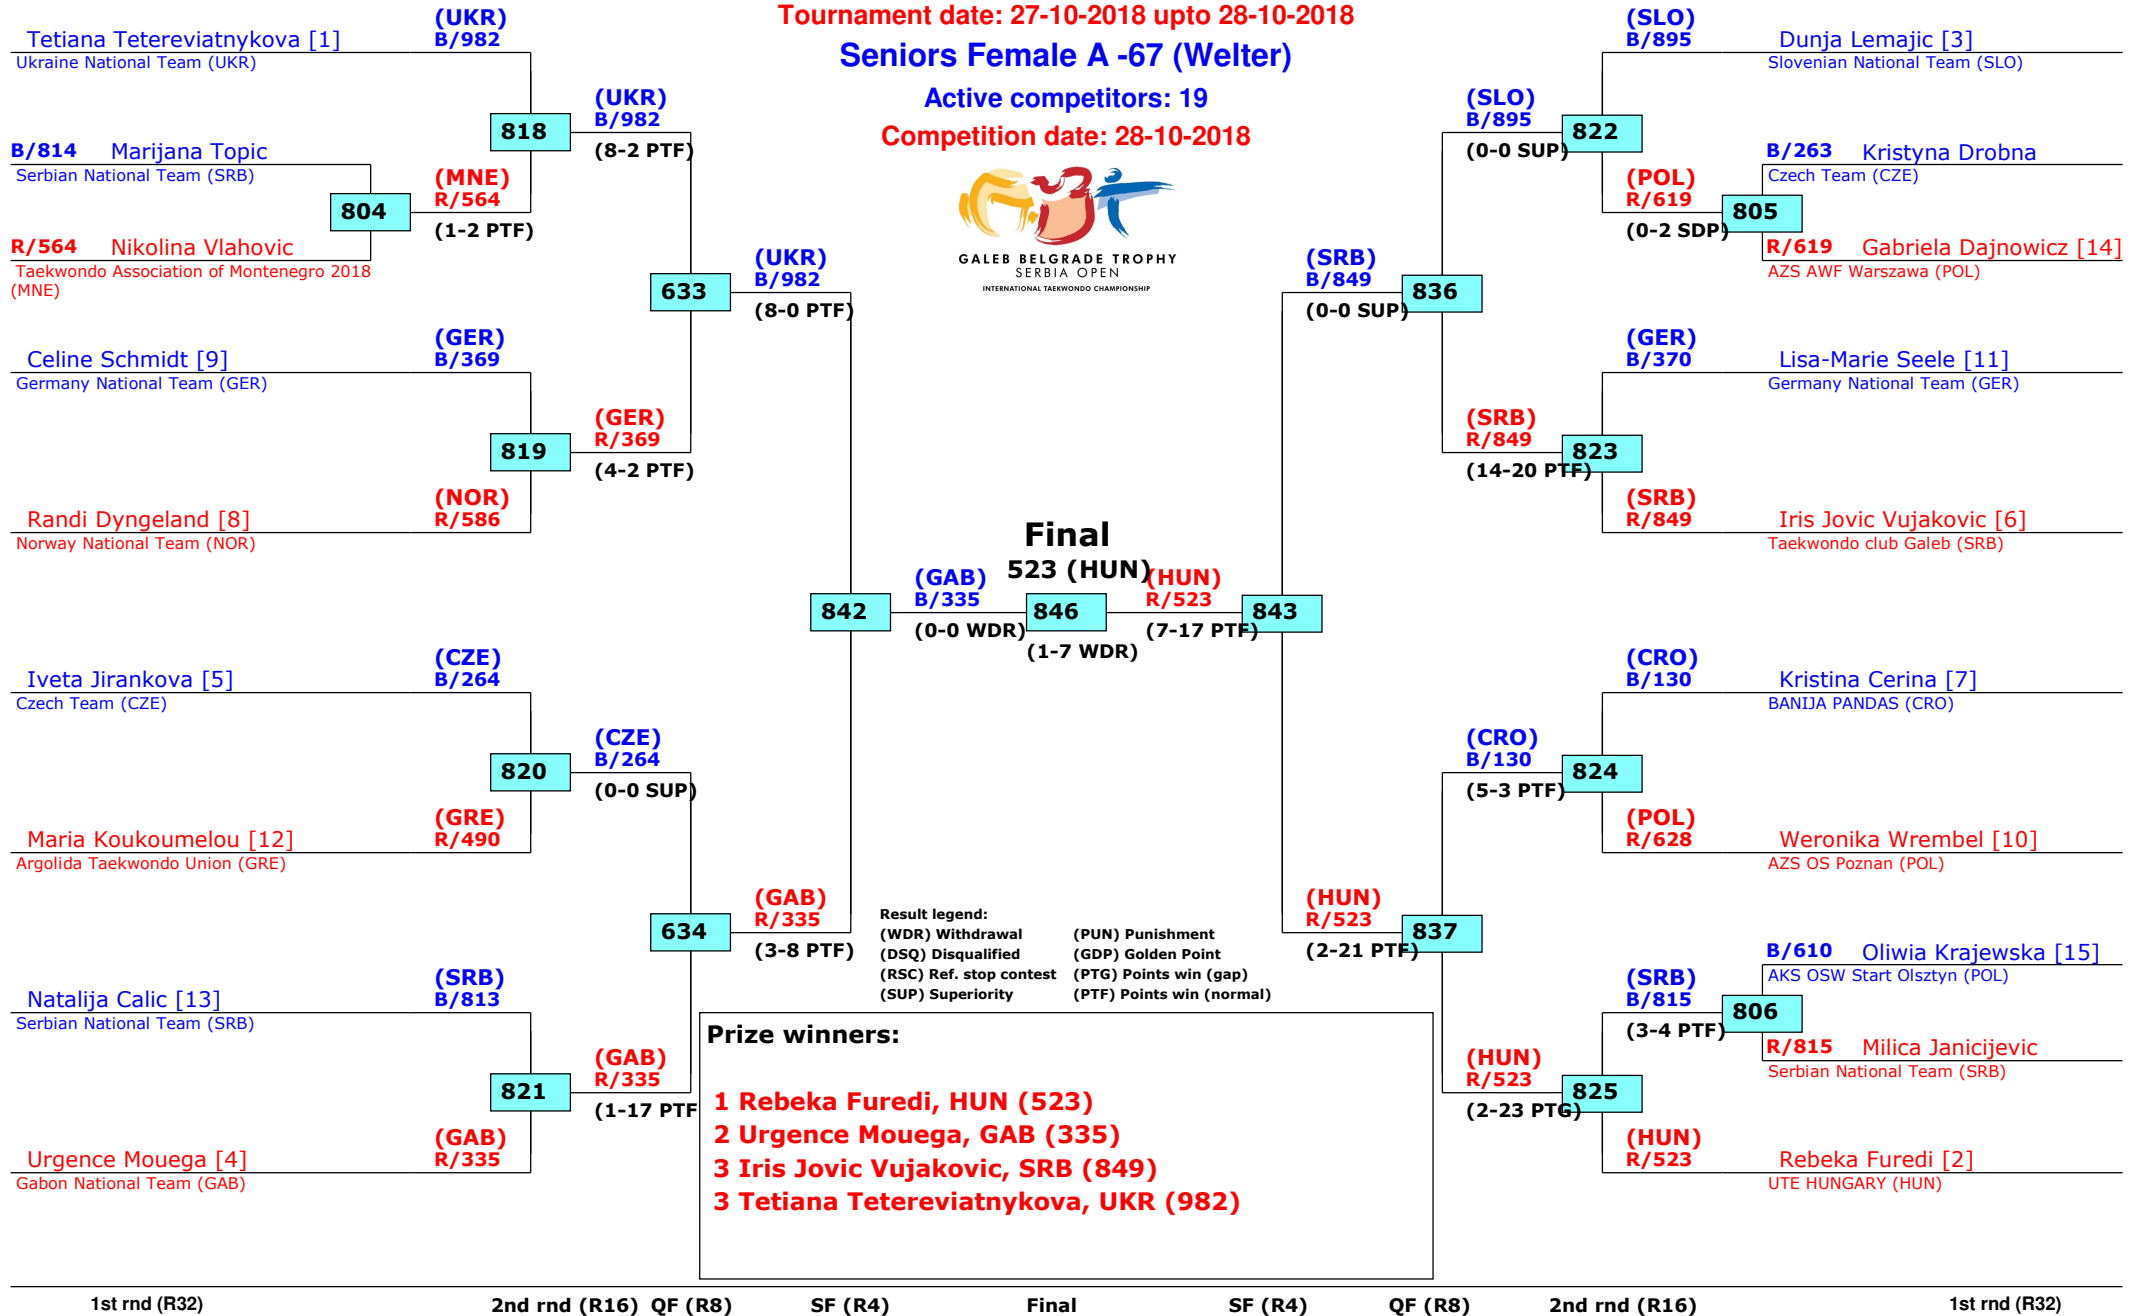 Tournament date: 27-10-2018 upto 28-10-2018
Seniors Female A -67 (Welter)
Active competitors: 19
Competition date: 28-10-2018
GALEB BELGRADE TROPHY
SERBIA OPEN
INTERNATIONAL TAEKWONDO CHAMPIONSHIP
Tetiana Tetereviatnykova [1]
Ukraine National Team (UKR)
(UKR)
B/982
B/814 Marijana Topic
Serbian National Team (SRB)
804
R/564 Nikolina Vlahovic
Taekwondo Association of Montenegro 2018
(MNE)
(MNE)
R/564
(1-2 PTF)
818
(UKR)
B/982
(8-2 PTF)
Celine Schmidt [9]
Germany National Team (GER)
(GER)
B/369
819
Randi Dyngeland [8]
Norway National Team (NOR)
(NOR)
R/586
(GER)
R/369
(4-2 PTF)
633
(UKR)
B/982
(8-0 PTF)
Iveta Jirankova [5]
Czech Team (CZE)
(CZE)
B/264
820
Maria Koukoumelou [12]
Argolida Taekwondo Union (GRE)
(GRE)
R/490
(CZE)
B/264
(0-0 SUP)
Natalija Calic [13]
Serbian National Team (SRB)
(SRB)
B/813
821
Urgence Mouega [4]
Gabon National Team (GAB)
(GAB)
R/335
(GAB)
R/335
(1-17 PTF
634
(GAB)
R/335
(3-8 PTF)
842
(GAB)
B/335
(0-0 WDR)
Final
523 (HUN)
846
(1-7 WDR)
(HUN)
R/523
(7-17 PTF)
843
(SRB)
B/849
(0-0 SUP)
836
(SLO)
B/895
(0-0 SUP)
822
(SLO)
B/895
Dunja Lemajic [3]
Slovenian National Team (SLO)
(POL)
R/619
(0-2 SDP)
805
B/263 Kristyna Drobna
Czech Team (CZE)
R/619 Gabriela Dajnowicz [14]
AZS AWF Warszawa (POL)
(SRB)
R/849
(14-20 PTF)
823
(GER)
B/370
Lisa-Marie Seele [11]
Germany National Team (GER)
(SRB)
R/849
Iris Jovic Vujakovic [6]
Taekwondo club Galeb (SRB)
(HUN)
R/523
(2-21 PTF)
837
(CRO)
B/130
(5-3 PTF)
824
(CRO)
B/130
Kristina Cerina [7]
BANIJA PANDAS (CRO)
(POL)
R/628
Weronika Wrembel [10]
AZS OS Poznan (POL)
(HUN)
R/523
(2-23 PTG)
825
(SRB)
B/815
(3-4 PTF)
806
B/610 Oliwia Krajewska [15]
AKS OSW Start Olsztyn (POL)
R/815 Milica Janicijevic
Serbian National Team (SRB)
(HUN)
R/523
Rebeka Furedi [2]
UTE HUNGARY (HUN)
Result legend:
(WDR) Withdrawal (PUN) Punishment
(DSQ) Disqualified (GDP) Golden Point
(RSC) Ref. stop contest (PTG) Points win (gap)
(SUP) Superiority (PTF) Points win (normal)
Prize winners:
1 Rebeka Furedi, HUN (523)
2 Urgence Mouega, GAB (335)
3 Iris Jovic Vujakovic, SRB (849)
3 Tetiana Tetereviatnykova, UKR (982)
1st rnd (R32) 2nd rnd (R16) QF (R8) SF (R4) Final SF (R4) QF (R8) 2nd rnd (R16) 1st rnd (R32)